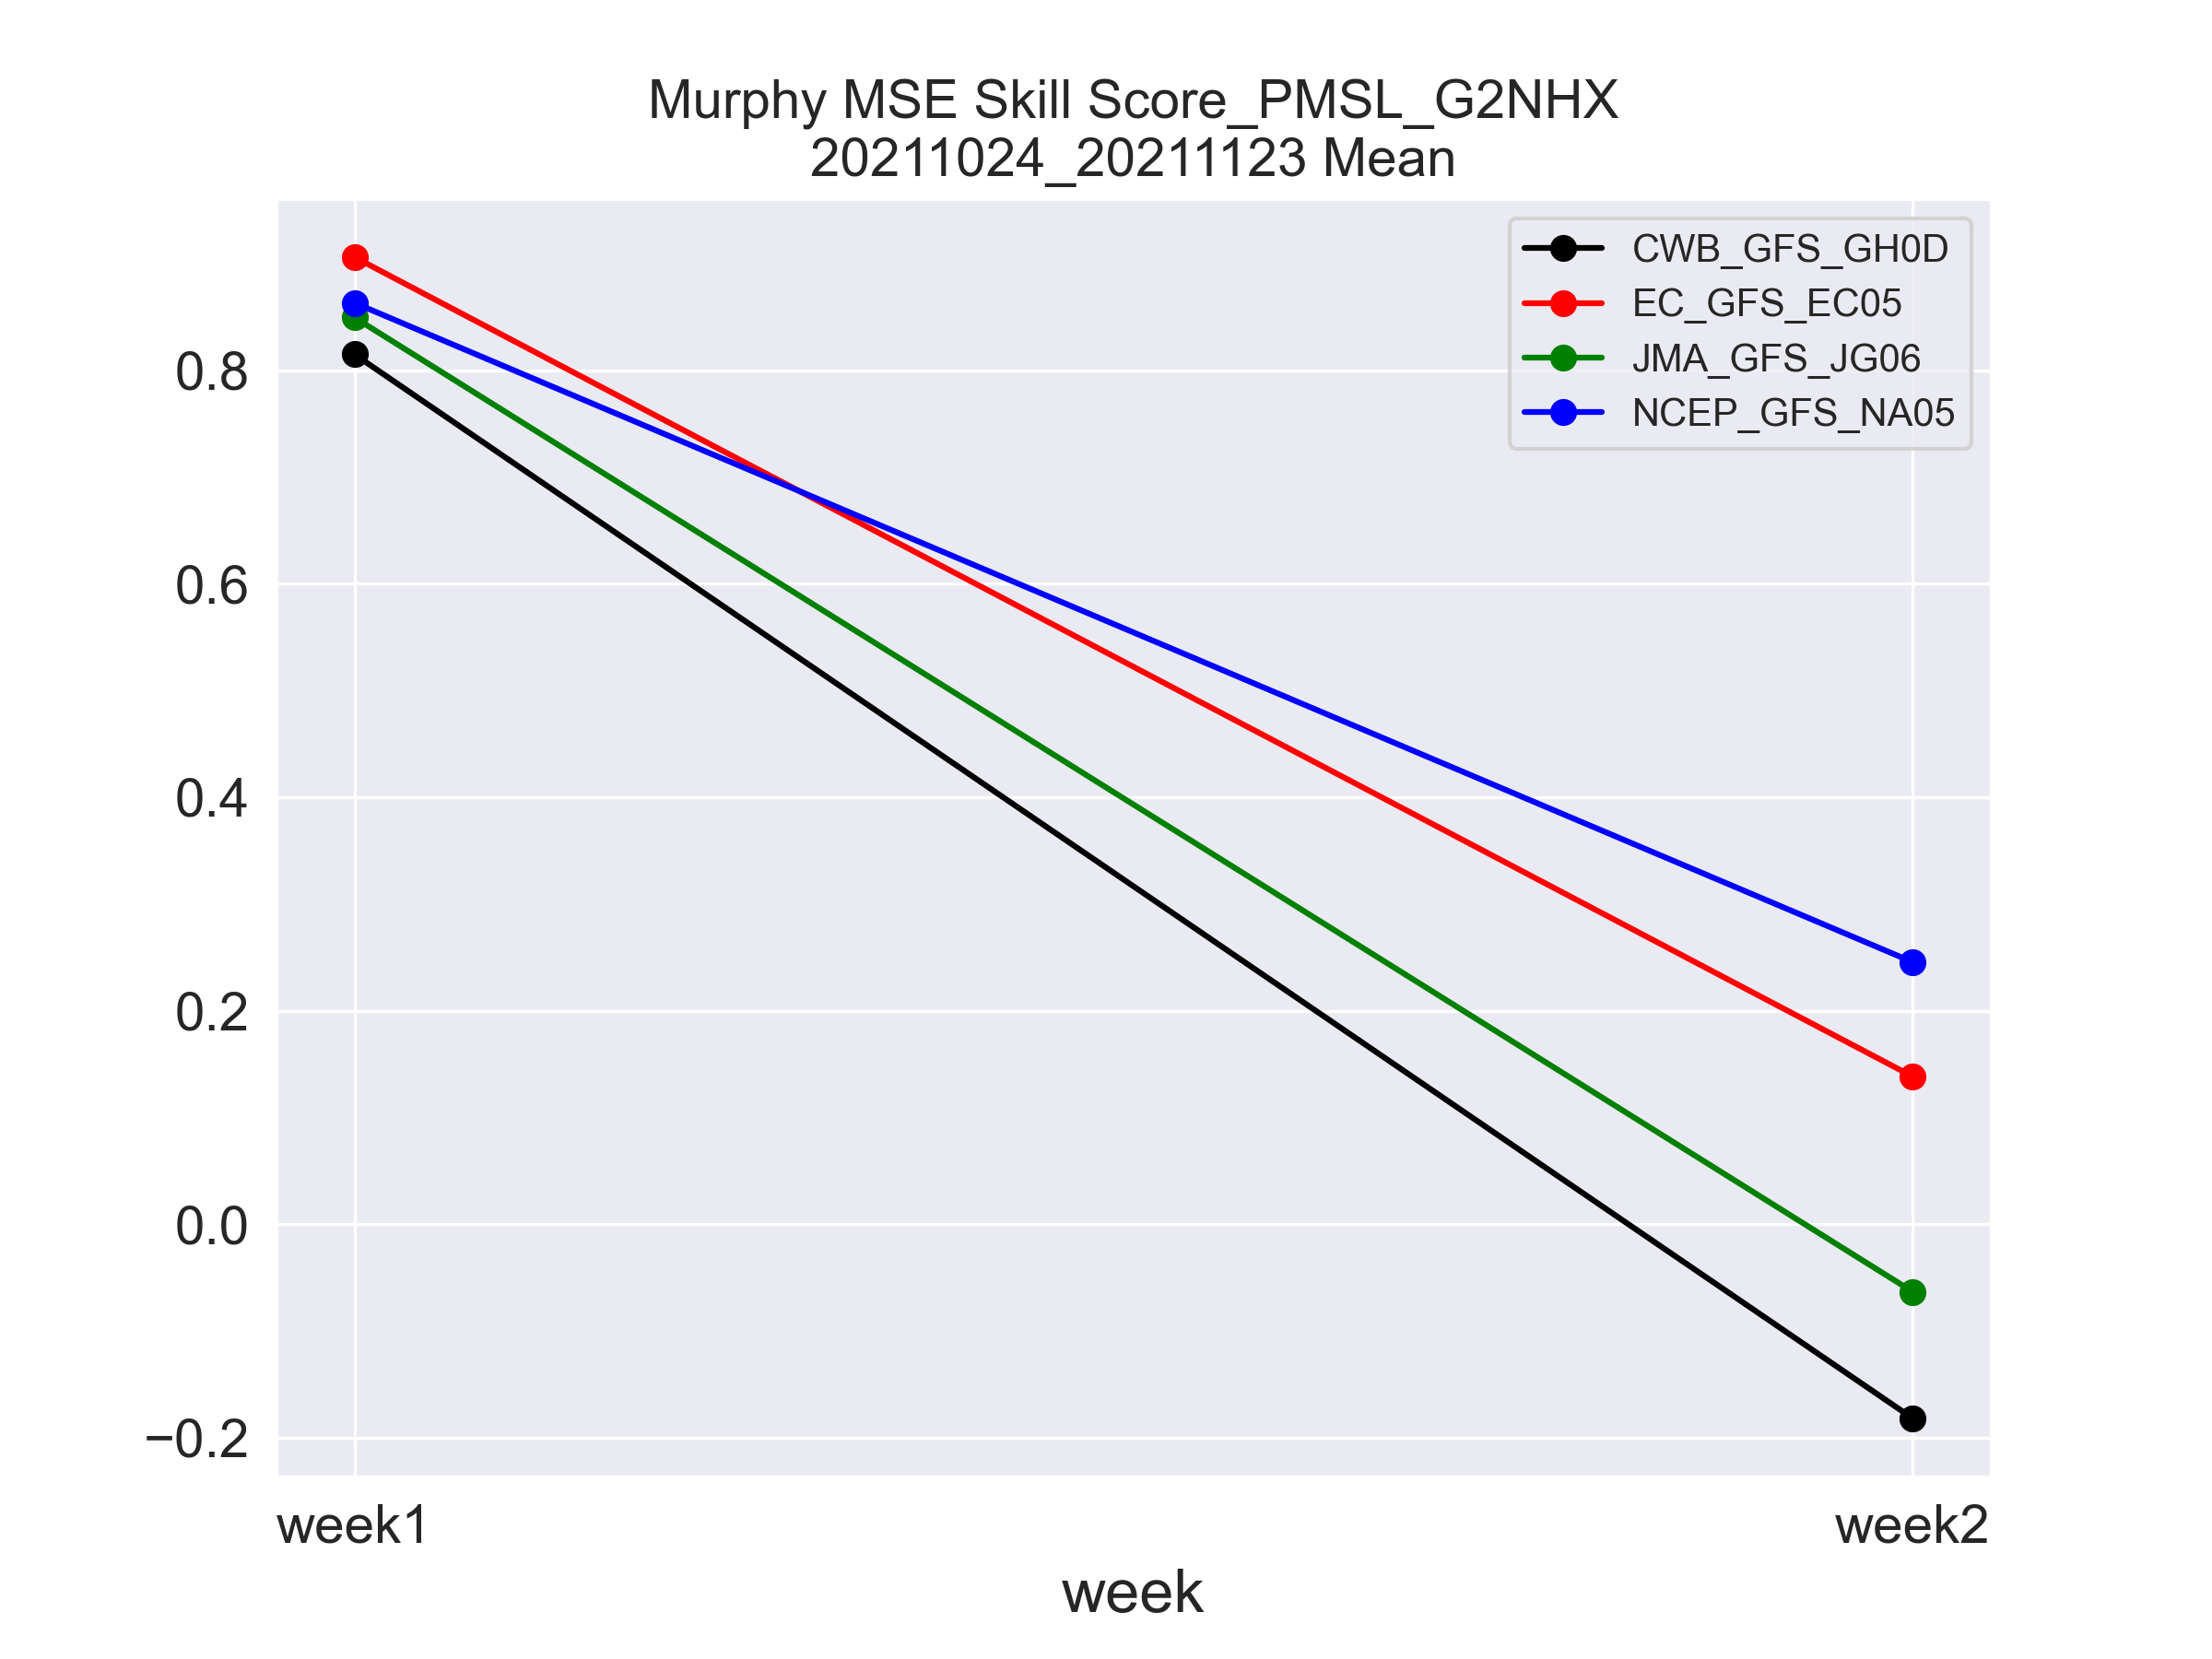 Murphy MSE Skill Score_PMSL_G2NHX
20211024_20211123 Mean
CWB_GFS_GH0D
EC_GFS_EC05
JMA_GFS_JG06
NCEP_GFS_NA05
0.8
0.6
0.4
0.2
0.0
−0.2
week1
week2
week